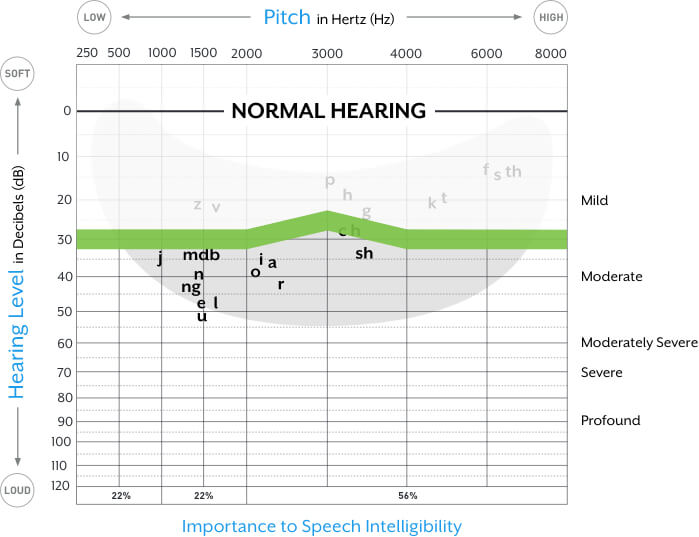 LOW Pitch in Hertz (Hz) HIGH
250 500 1000 1500 2000 3000 4000 6000 8000
SOFT
0 NORMAL HEARING
10
p f s th
h
20 z v g k t Mild
30 ch
j mdb i a sh
40 n o Moderate
ng r
50 e l
u
60 Moderately Severe
70 Severe
80
90 Profound
100
110
120
LOUD
Hearing Level in Decibels (dB)
22% 22% 56%
Importance to Speech Intelligibility